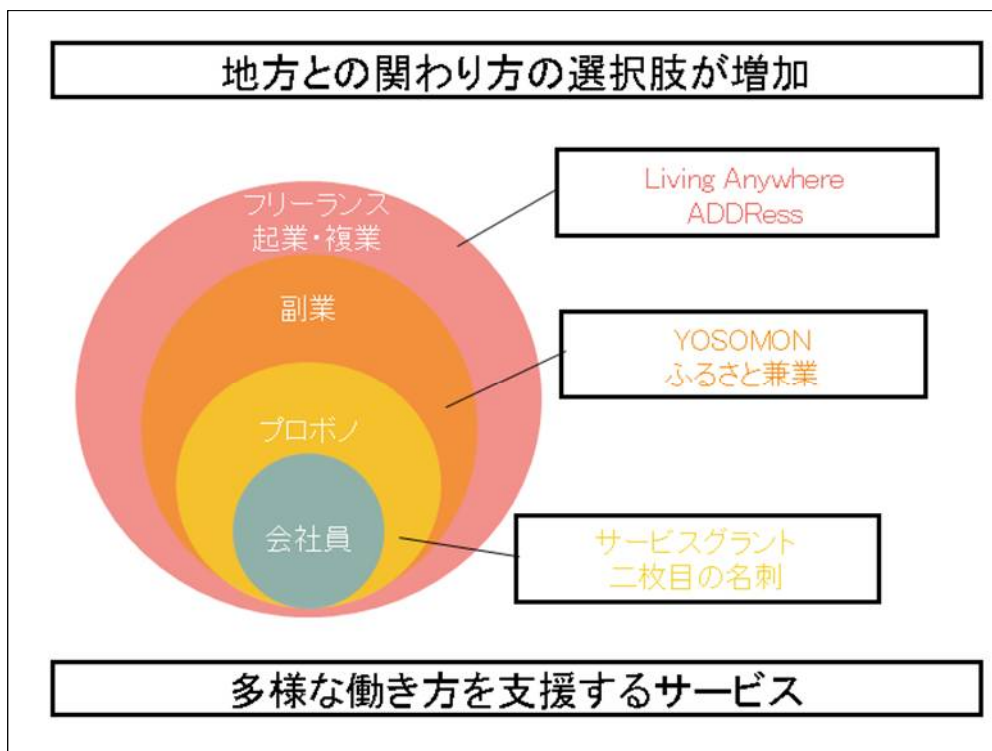 地方との関わり方の選択肢が増加
フリーランス
起業・複業
副業
プロボノ
会社員
Living Anywhere
ADDRess
YOSOMON
ふるさと兼業
サービスグラント
二枚目の名刺
多様な働き方を支援するサービス